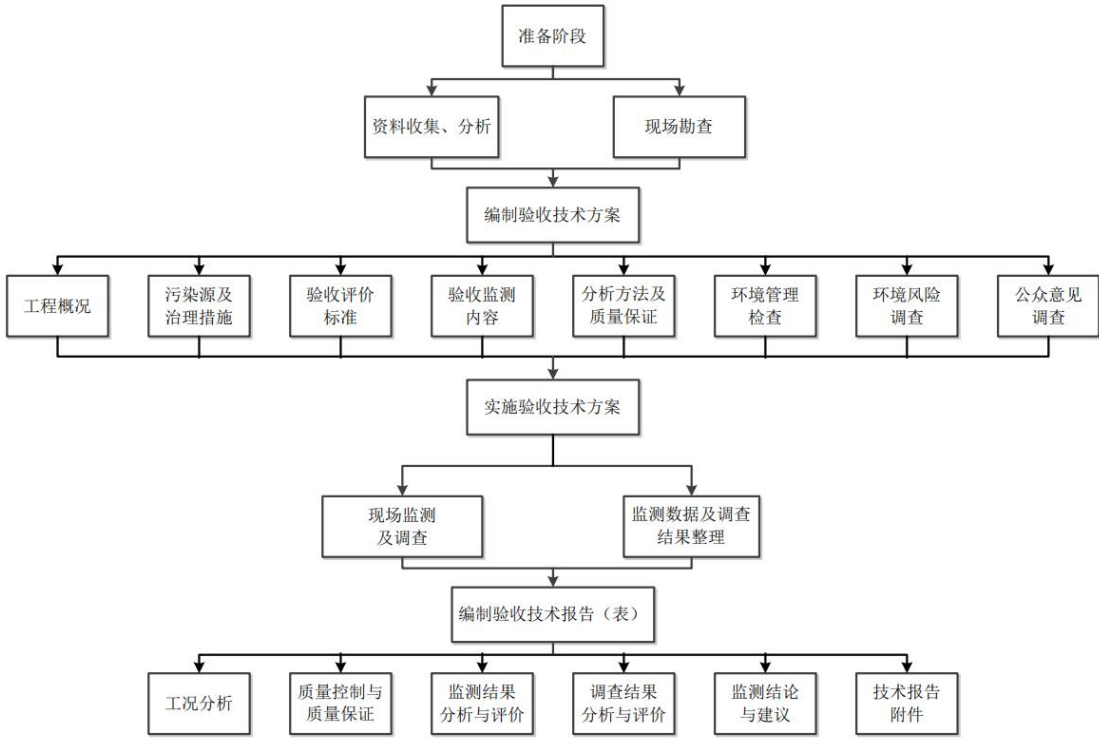 准备阶段
资料收集、分析
现场勘查
编制验收技术方案
工程概况
污染源及
治理措施
验收评价
标准
验收监测
内容
分析方法及
质量保证
环境管理
检查
环境风险
调查
公众意见
调查
实施验收技术方案
现场监测
及调查
监测数据及调查
结果整理
编制验收技术报告（表）
工况分析
质量控制与
质量保证
监测结果
分析与评价
调查结果
分析与评价
监测结论
与建议
技术报告
附件